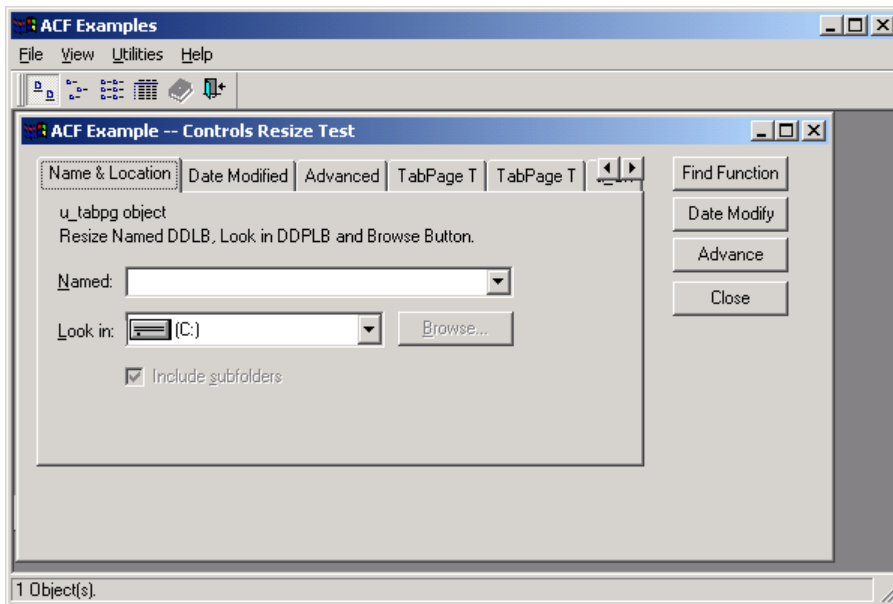 ACF Examples
File View Utilities Help
ACF Example -- Controls Resize Test
Name & Location Date Modified Advanced TabPage T TabPage T
Find Function
u_tabpg object
Resize Named DDLB, Look in DDPLB and Browse Button.
Date Modify
Advance
Named:
Close
Look in: (C:) Browse...
Include subfolders
1 Object(s).